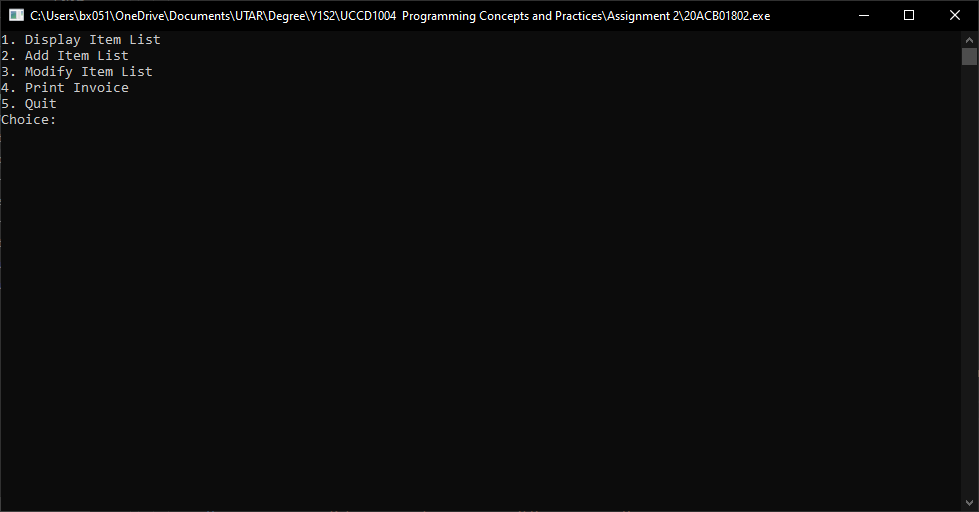 C:\Users\bx051\OneDrive\Documents\UTAR\Degree\Y1S2\UCCD1004  Programming Concepts and Practices\Assignment 2\20ACB01802.exe
1. Display Item List
2. Add Item List
3. Modify Item List
4. Print Invoice
5. Quit
Choice: